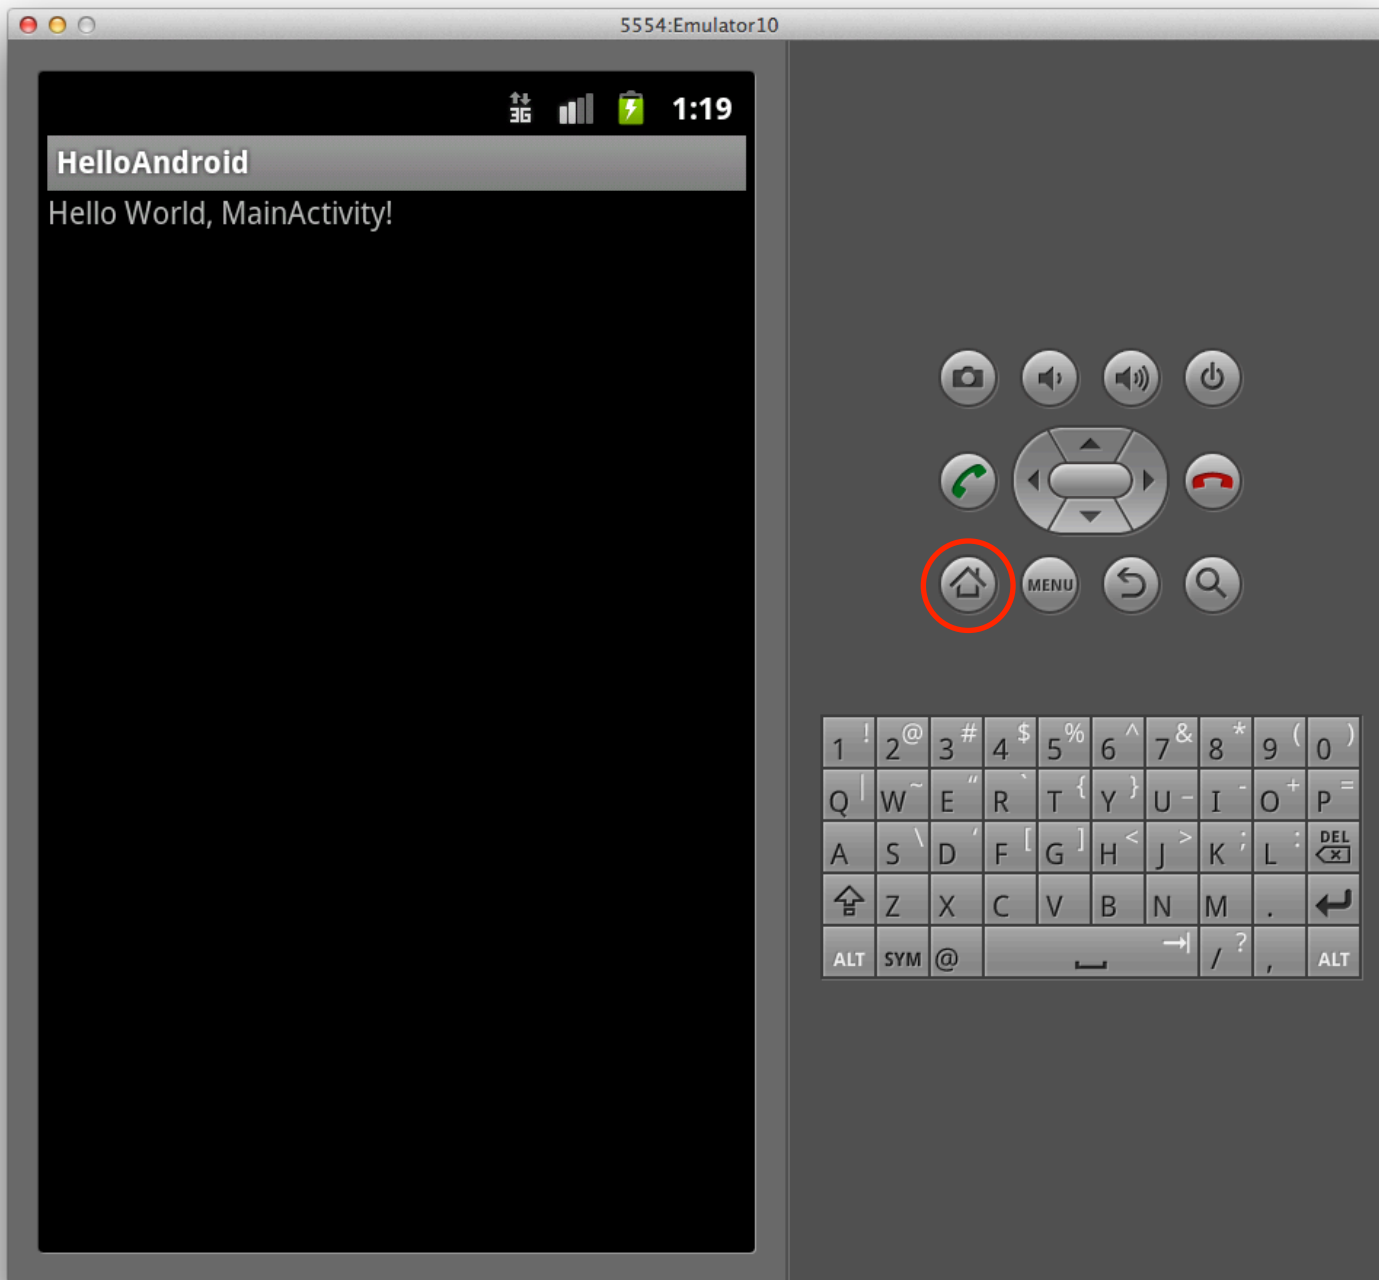 5554:Emulator10
3G 1:19
HelloAndroid
Hello World, MainActivity!
MENU
1 ! 2 @ 3 # 4 $ 5 % 6 ^ 7 & 8 * 9 ( 0 )
Q | W ~ E “ R ` T { Y } U _ I - O + P =
A S \ D ‘ F [ G ] H < J > K ; L : DEL
Z X C V B N M .
ALT SYM @ / ? , ALT